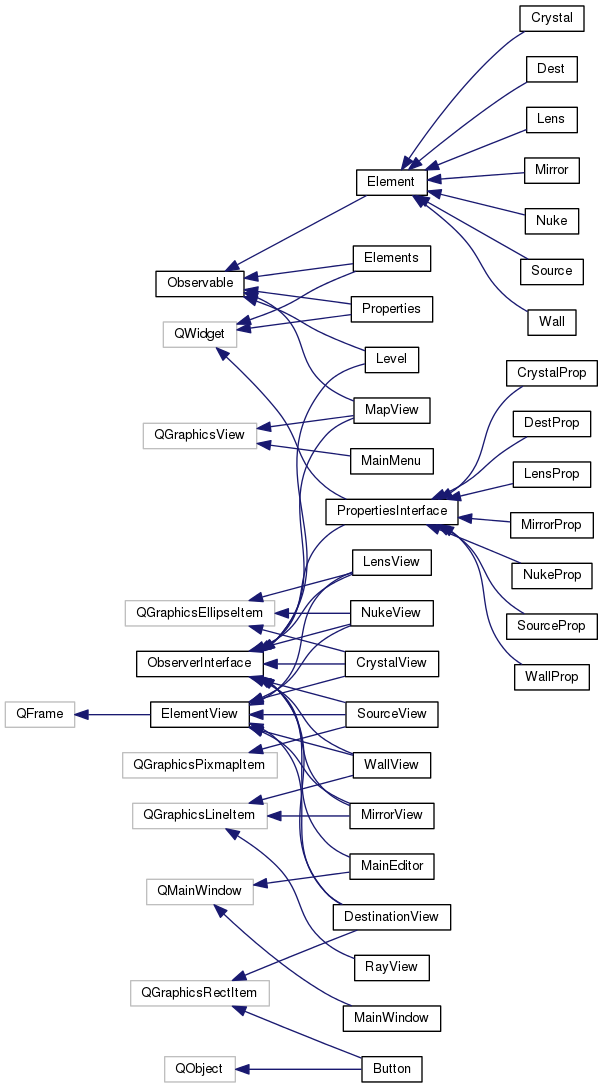 Crystal
Dest
Lens
Mirror
Element
Nuke
Elements
Source
Observable
Properties
Wall
QWidget
Level
CrystalProp
MapView
DestProp
QGraphicsView
MainMenu
LensProp
PropertiesInterface
MirrorProp
LensView
NukeProp
QGraphicsEllipseItem
NukeView
SourceProp
ObserverInterface
CrystalView
WallProp
QFrame
ElementView
SourceView
QGraphicsPixmapItem
WallView
QGraphicsLineItem
MirrorView
MainEditor
QMainWindow
DestinationView
RayView
QGraphicsRectItem
MainWindow
QObject
Button